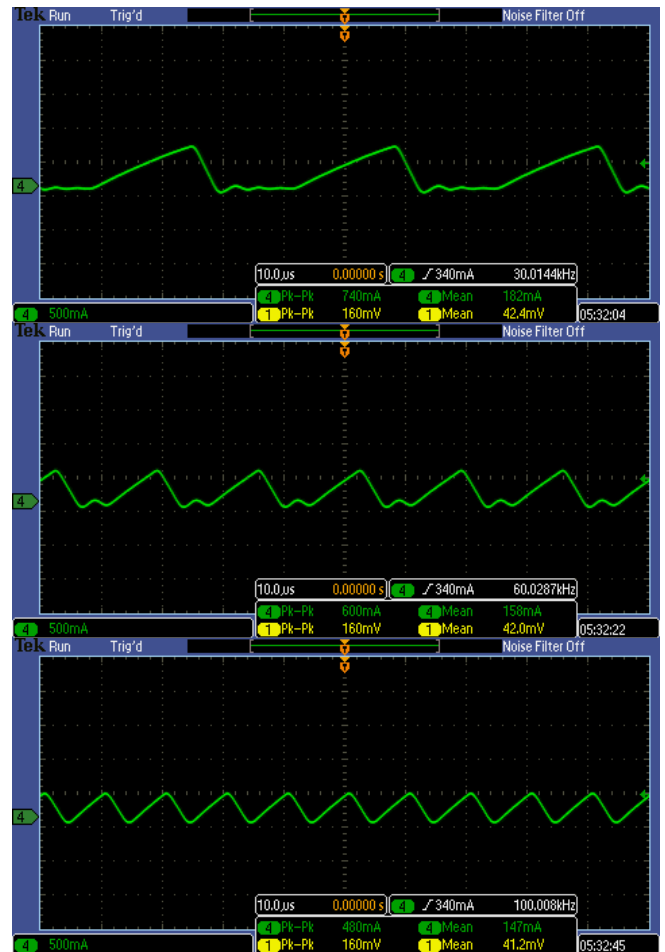 Tek Run Trig'd Noise Filter Off
T
T
4
10.0µs 0.00000 s 4 340mA 30.0144kHz
4 Pk-Pk 740mA 4 Mean 182mA
4 500mA 1 Pk-Pk 160mV 1 Mean 42.4mV 05:32:04
Tek Run Trig'd Noise Filter Off
T
T
4
10.0µs 0.00000 s 4 340mA 60.0287kHz
4 Pk-Pk 600mA 4 Mean 158mA
4 500mA 1 Pk-Pk 160mV 1 Mean 42.0mV 05:32:22
Tek Run Trig'd Noise Filter Off
T
T
4
10.0µs 0.00000 s 4 340mA 100.008kHz
4 Pk-Pk 480mA 4 Mean 147mA
4 500mA 1 Pk-Pk 160mV 1 Mean 41.2mV 05:32:45